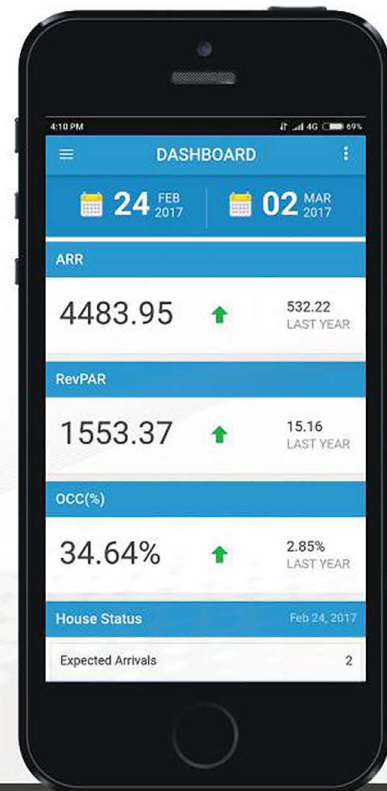 4:10 PM 4G 69%
DASHBOARD
24 FEB 2017 02 MAR 2017
ARR
4483.95 532.22
LAST YEAR
RevPAR
1553.37 15.16
LAST YEAR
OCC(%)
34.64% 2.85%
LAST YEAR
House Status Feb 24, 2017
Expected Arrivals 2